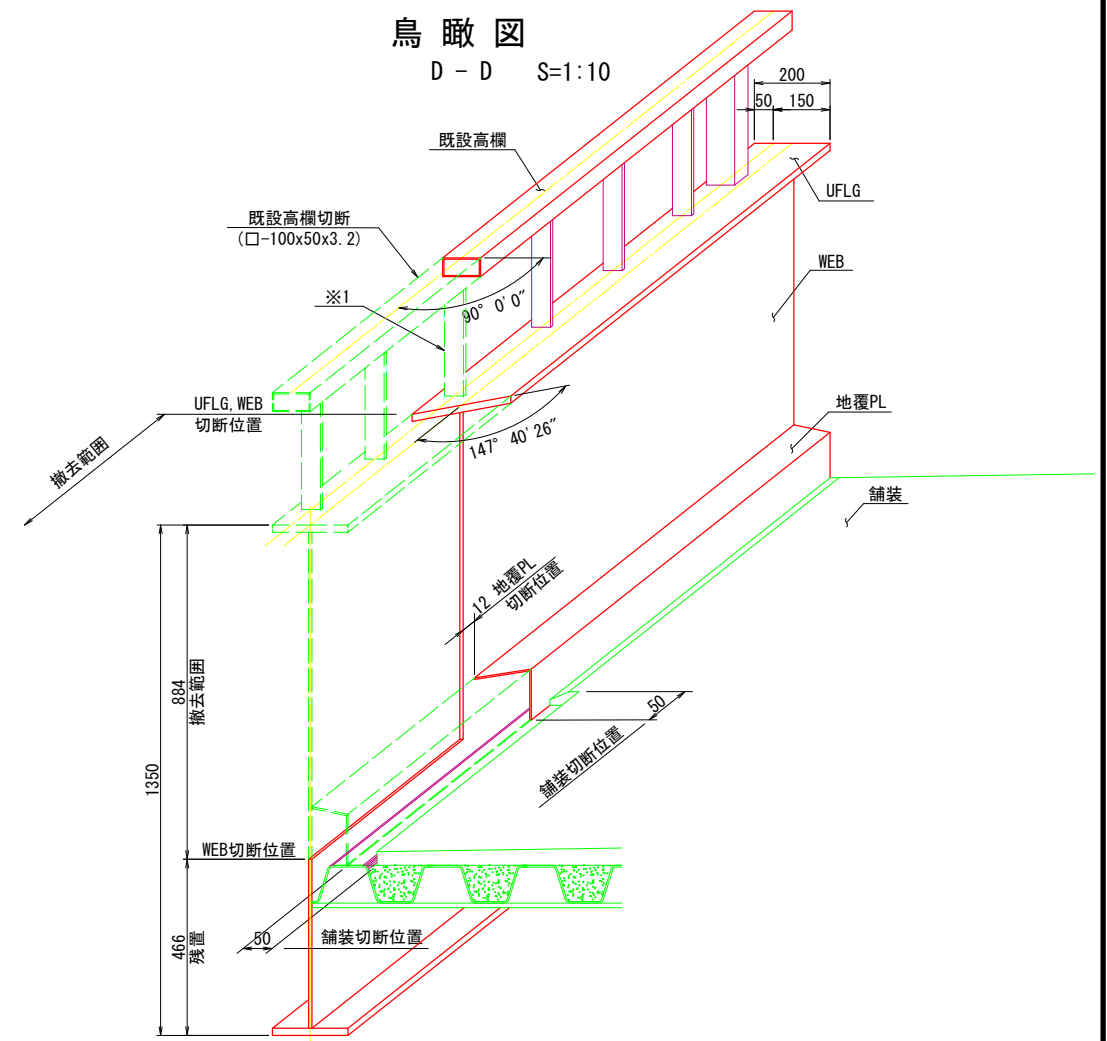 鳥瞰図
D - D S=1:10
200
50 150
既設高欄
UFLG
既設高欄切断
(□-100x50x3.2)
WEB
※1
90° 0'0"
UFLG,WEB
切断位置
地覆PL
147° 40'26"
撤去範囲
舗装
12 地覆PL
切断位置
884
撤去範囲
50
舗装切断位置
1350
WEB切断位置
466
残置
50
舗装切断位置